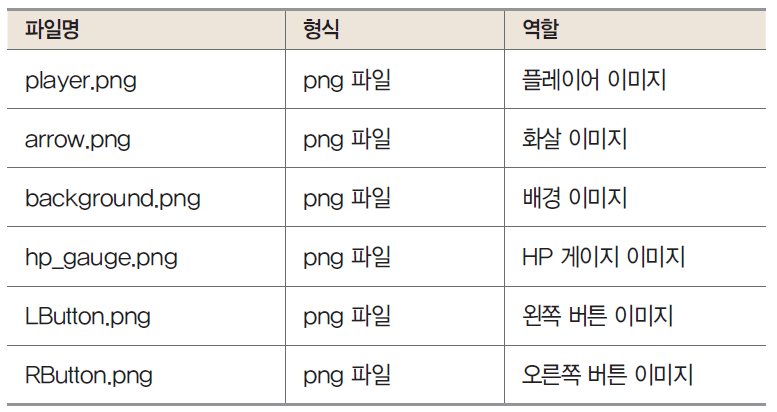 파일명 형식 역할
player.png png 파일 플레이어 이미지
arrow.png png 파일 화살 이미지
background.png png 파일 배경 이미지
hp_gauge.png png 파일 HP 게이지 이미지
LButton.png png 파일 왼쪽 버튼 이미지
RButton.png png 파일 오른쪽 버튼 이미지